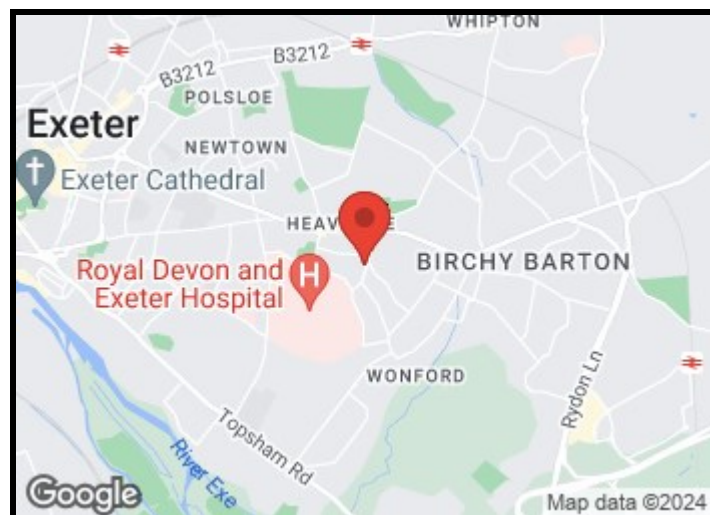 WHIPTON
B3212
B3212
POLSLOE
Exeter
NEWTOWN
Exeter Cathedral
HEAV
E
BIRCHY BARTON
Royal Devon and
Exeter Hospital
H
WONFORD
Rydon Ln
Topsham Rd
River Exe
Google
Map data ©2024